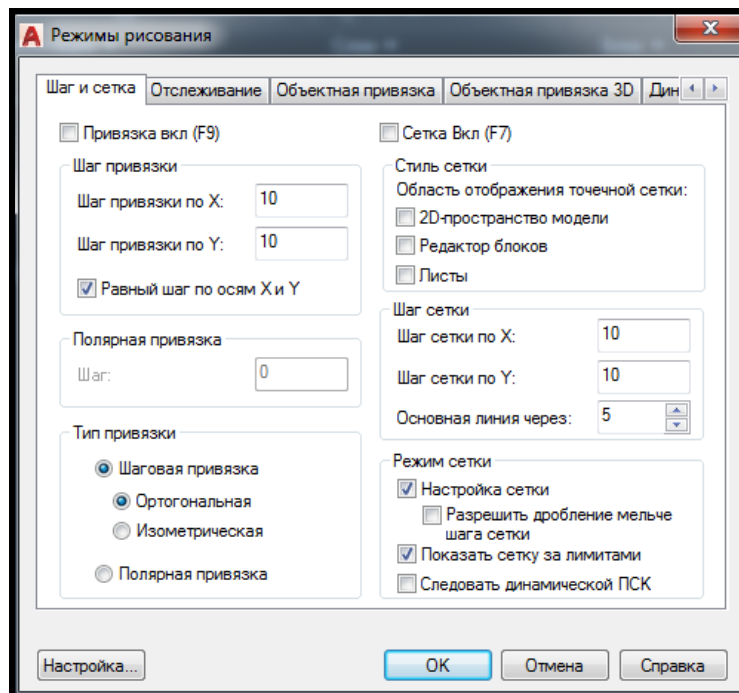 Режимы рисования
Шаг и сетка Отслеживание Объектная привязка Объектная привязка 3D Дин
Привязка вкл (F9)
Шаг привязки
Шаг привязки по X: 10
Шаг привязки по Y: 10
Равный шаг по осям X и Y
Полярная привязка
Шаг: 0
Тип привязки
Шаговая привязка
Ортогональная
Изометрическая
Полярная привязка
Сетка Вкл (F7)
Стиль сетки
Область отображения точечной сетки:
2D-пространство модели
Редактор блоков
Листы
Шаг сетки
Шаг сетки по X: 10
Шаг сетки по Y: 10
Основная линия через: 5
Режим сетки
Настройка сетки
Разрешить дробление мельче
шага сетки
Показать сетку за лимитами
Следовать динамической ПСК
Настройка... OK Отмена Справка